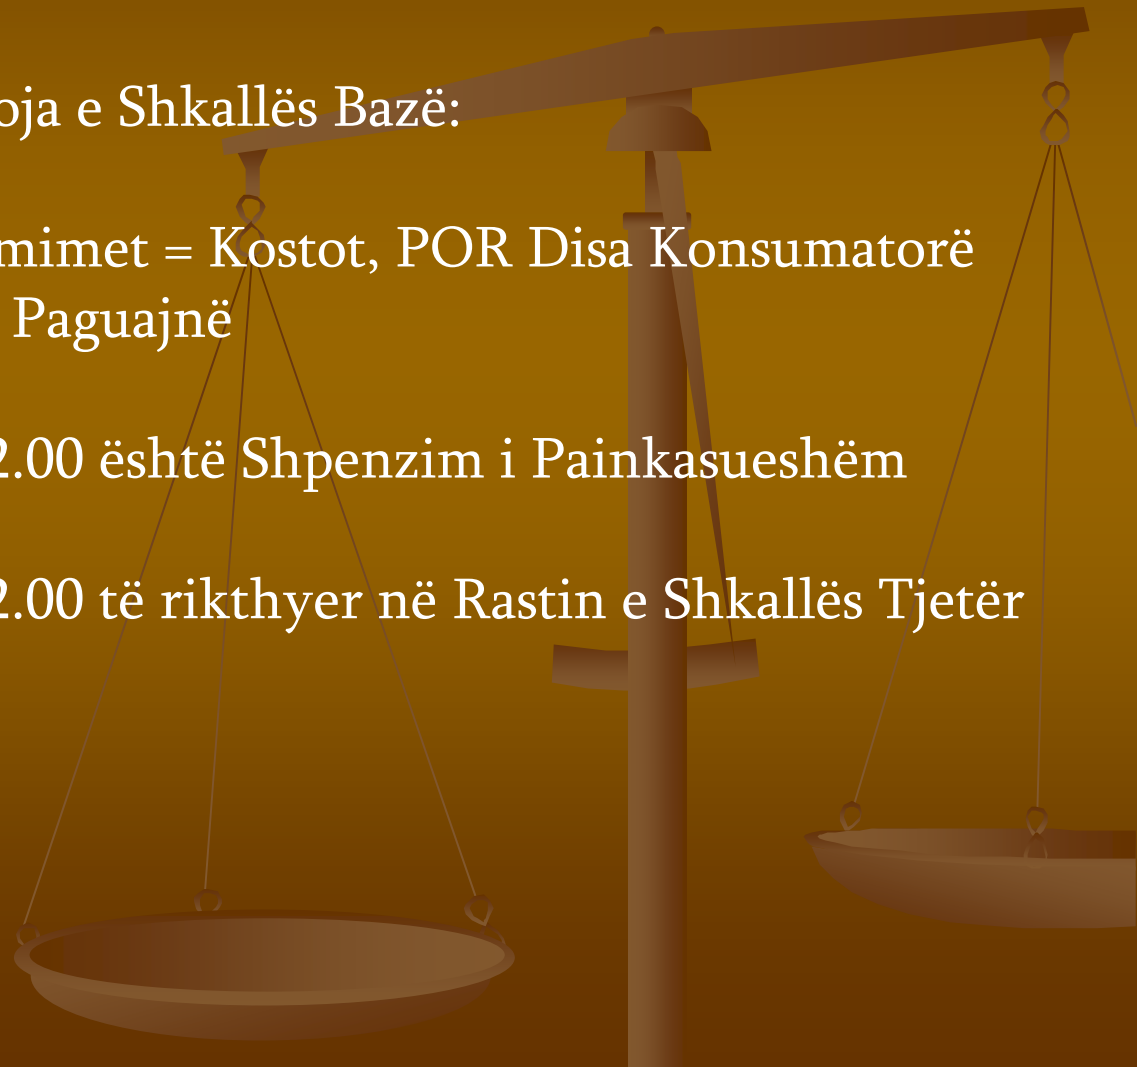 oja e Shkallës Bazë:
mimet = Kostot, POR Disa Konsumatorë
Paguajnë
2.00 është Shpenzim i Painkasueshëm
2.00 të rikthyer në Rastin e Shkallës Tjetër